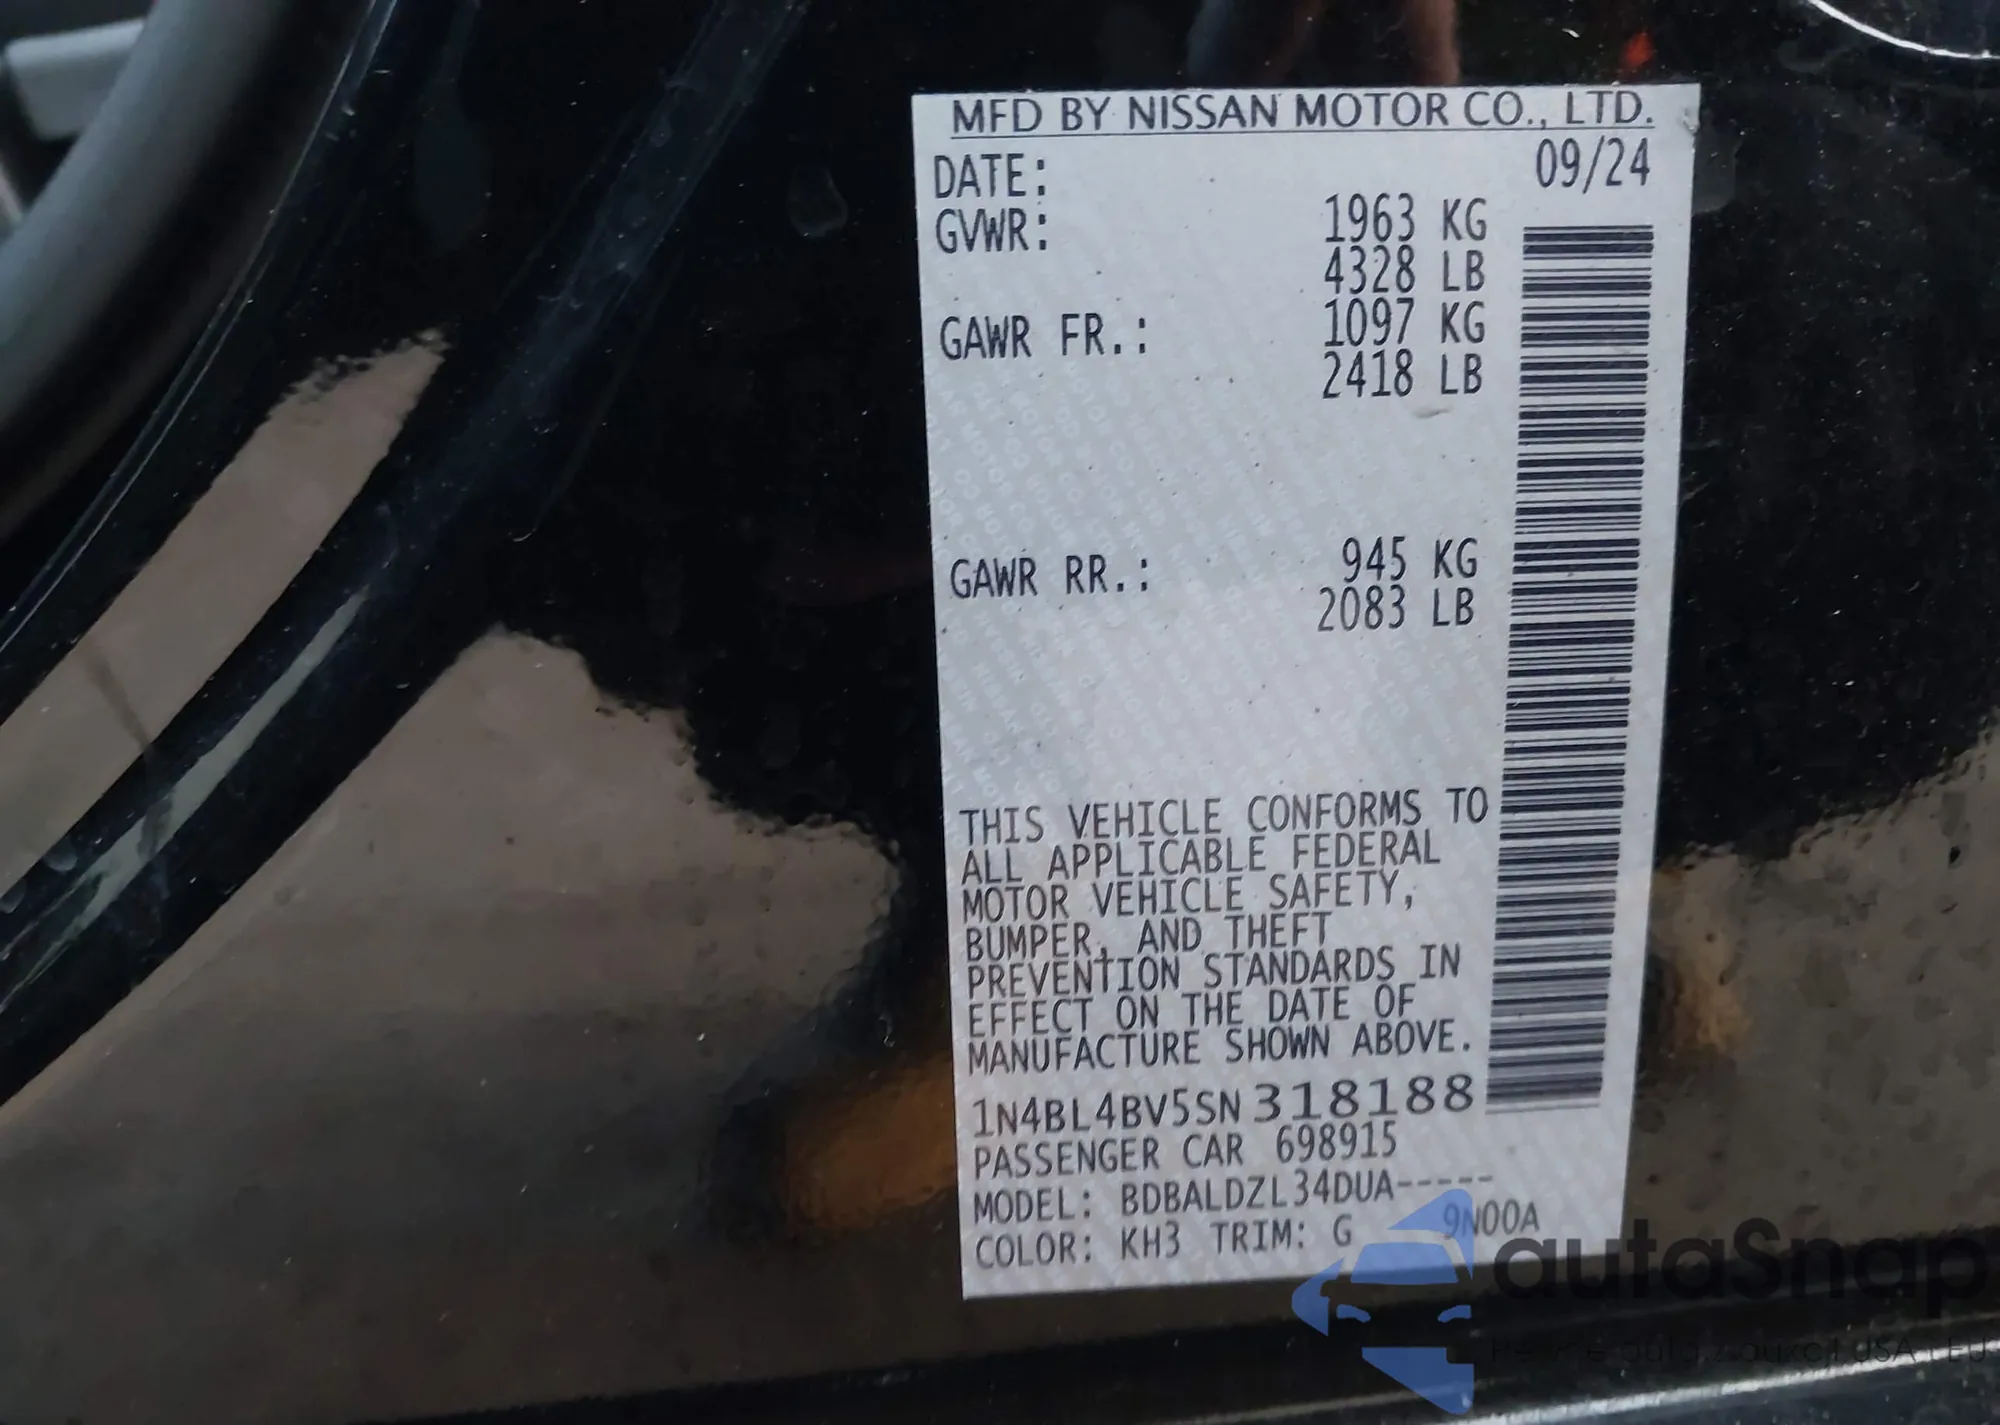 MFD BY NISSAN MOTOR CO., LTD.
DATE: 09/24
GVWR: 1963 KG
4328 LB
GAWR FR.: 1097 KG
2418 LB
GAWR RR.: 945 KG
2083 LB
THIS VEHICLE CONFORMS TO
ALL APPLICABLE FEDERAL
MOTOR VEHICLE SAFETY,
BUMPER, AND THEFT
PREVENTION STANDARDS IN
EFFECT ON THE DATE OF
MANUFACTURE SHOWN ABOVE.
1N4BL4BV5SN318188
PASSENGER CAR 698915
MODEL: BDBALDZL34DUA-----
COLOR: KH3 TRIM: G 9N00A
autoSnap